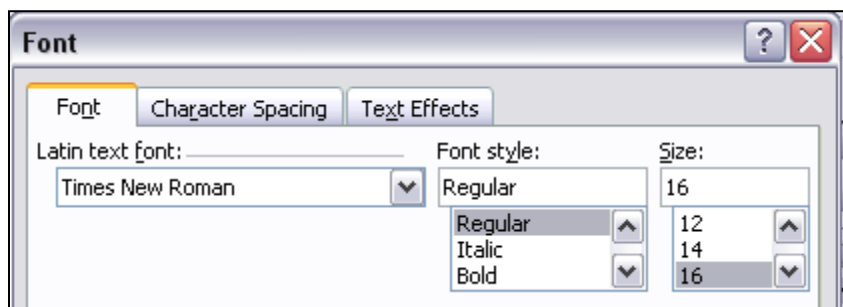 Font ?
Font Character Spacing Text Effects
Latin text font: Font style: Size:
Times New Roman Regular 16
Regular 12
Italic 14
Bold 16